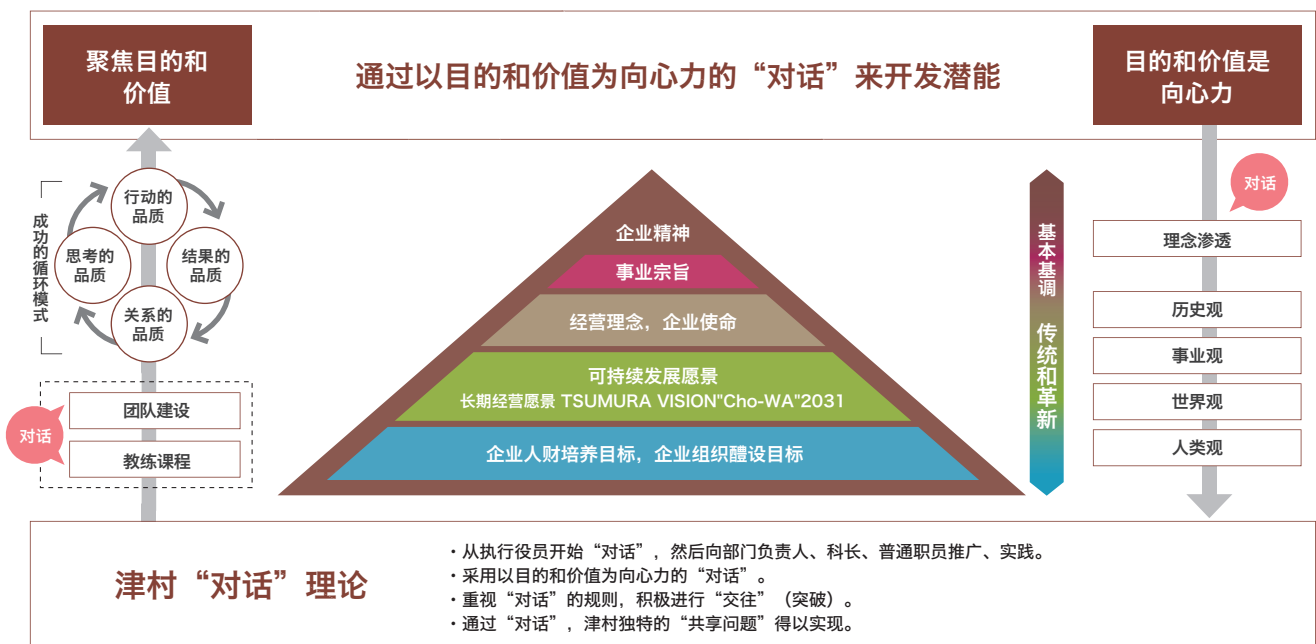 聚焦目的和
价值
通过以目的和价值为向心力的“对话”来开发潜能
目的和价值是
向心力
成功的循环模式
行动的
品质
思考的
品质
结果的
品质
关系的
品质
对话
团队建设
教练课程
企业精神
事业宗旨
经营理念，企业使命
可持续发展愿景
长期经营愿景 TSUMURA VISION"Cho-WA"2031
企业人财培养目标，企业组织醴设目标
基本基调 传统和革新
对话
理念渗透
历史观
事业观
世界观
人类观
津村“对话”理论
・从执行役员开始“对话”，然后向部门负责人、科长、普通职员推广、实践。
・采用以目的和价值为向心力的“对话”。
・重视“对话”的规则，积极进行“交往”（突破）。
・通过“对话”，津村独特的“共享问题”得以实现。